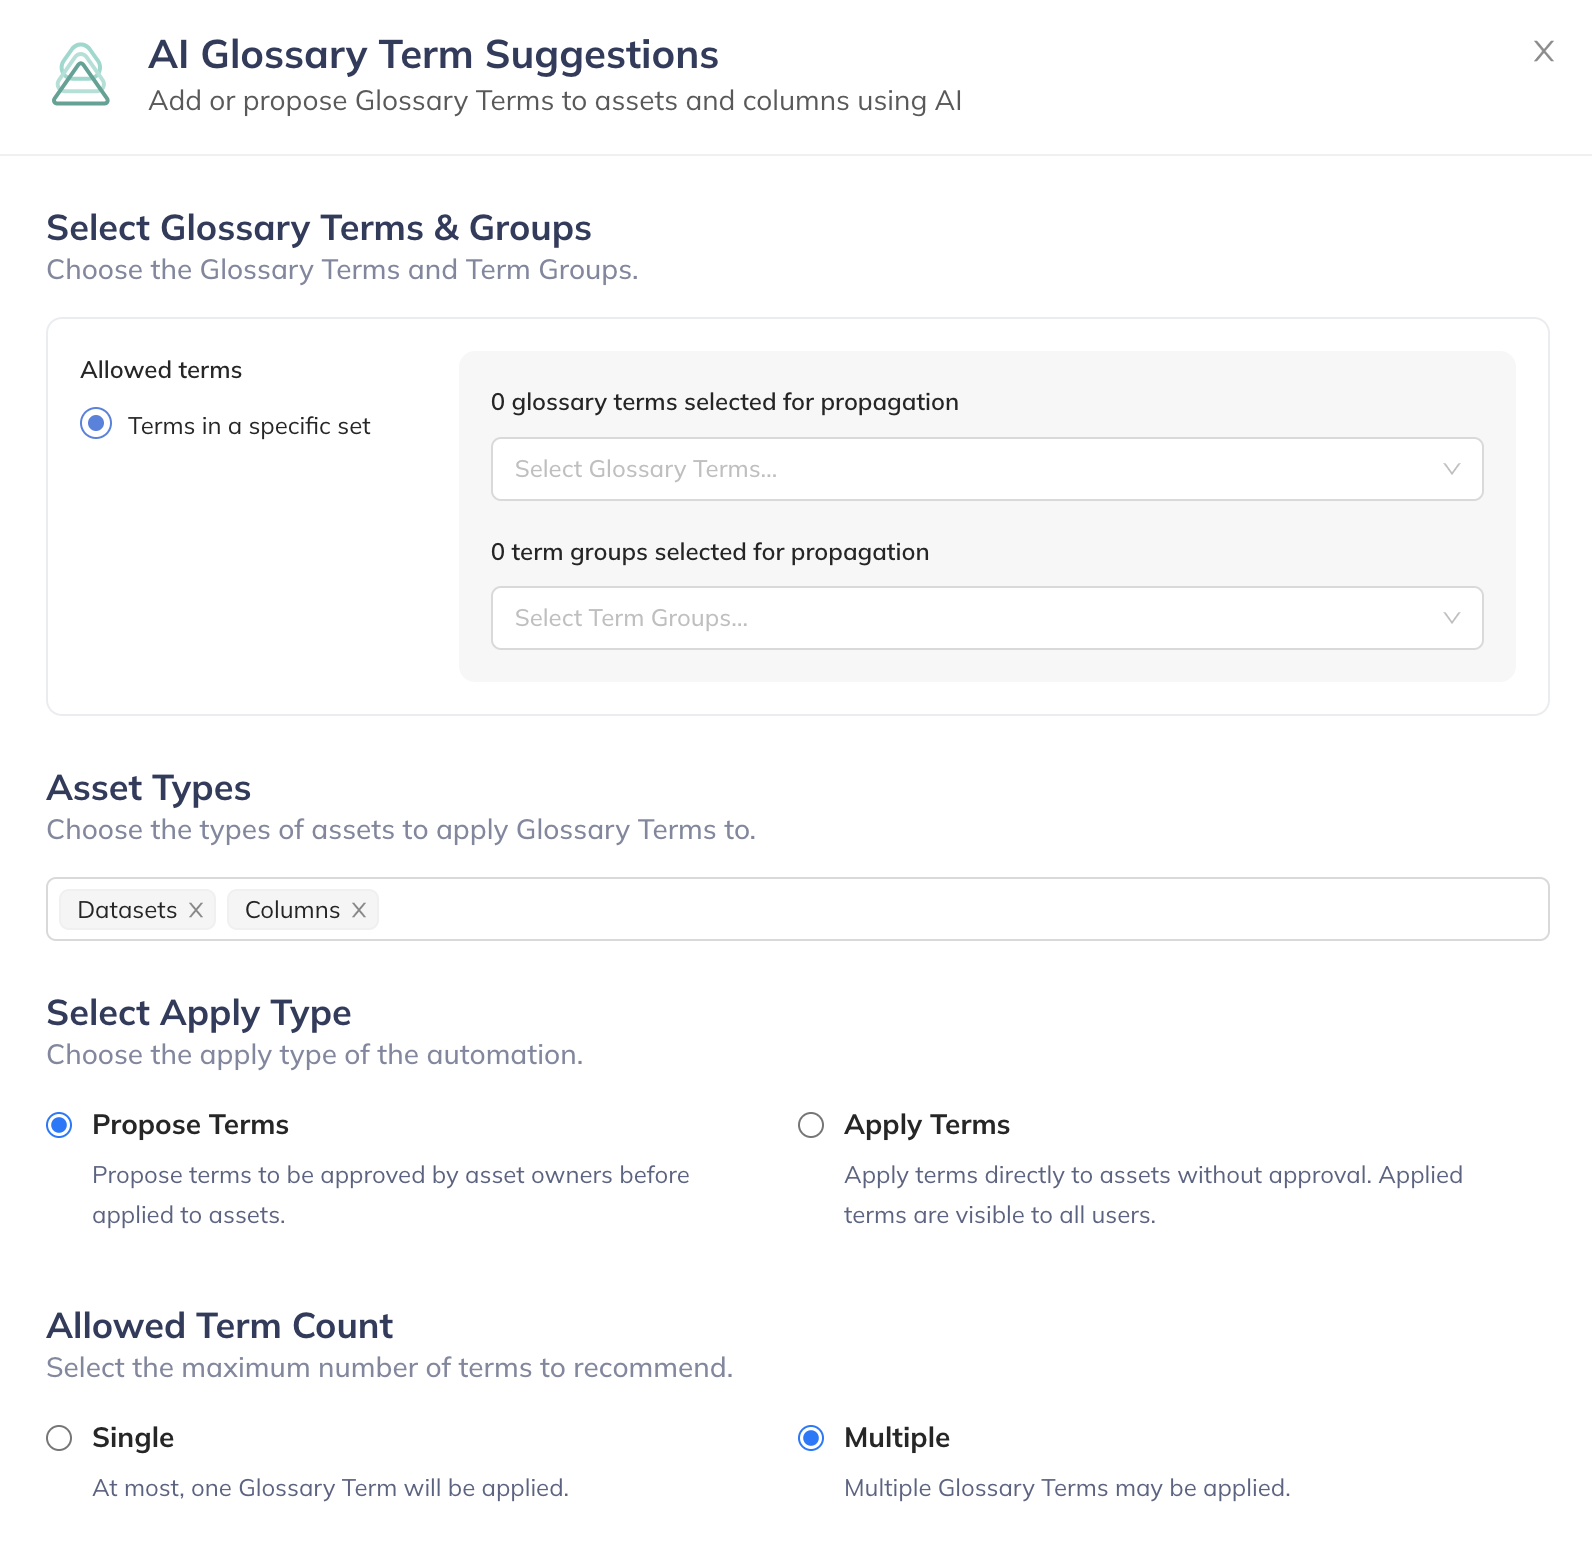 AI Glossary Term Suggestions
Add or propose Glossary Terms to assets and columns using AI
Select Glossary Terms & Groups
Choose the Glossary Terms and Term Groups.
Allowed terms
Terms in a specific set
0 glossary terms selected for propagation
Select Glossary Terms...
0 term groups selected for propagation
Select Term Groups...
Asset Types
Choose the types of assets to apply Glossary Terms to.
Datasets Columns
Select Apply Type
Choose the apply type of the automation.
Propose Terms
Propose terms to be approved by asset owners before
applied to assets.
Apply Terms
Apply terms directly to assets without approval. Applied
terms are visible to all users.
Allowed Term Count
Select the maximum number of terms to recommend.
Single
At most, one Glossary Term will be applied.
Multiple
Multiple Glossary Terms may be applied.